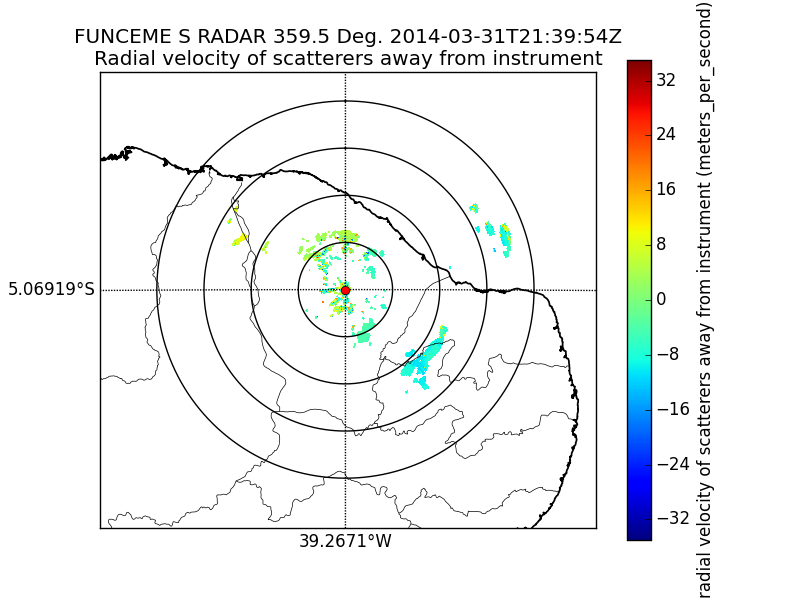 FUNCEME S RADAR 359.5 Deg. 2014-03-31T21:39:54Z
Radial velocity of scatterers away from instrument
5.06919°S
39.2671°W
32
24
16
8
0
−8
−16
−24
−32
radial velocity of scatterers away from instrument (meters_per_second)